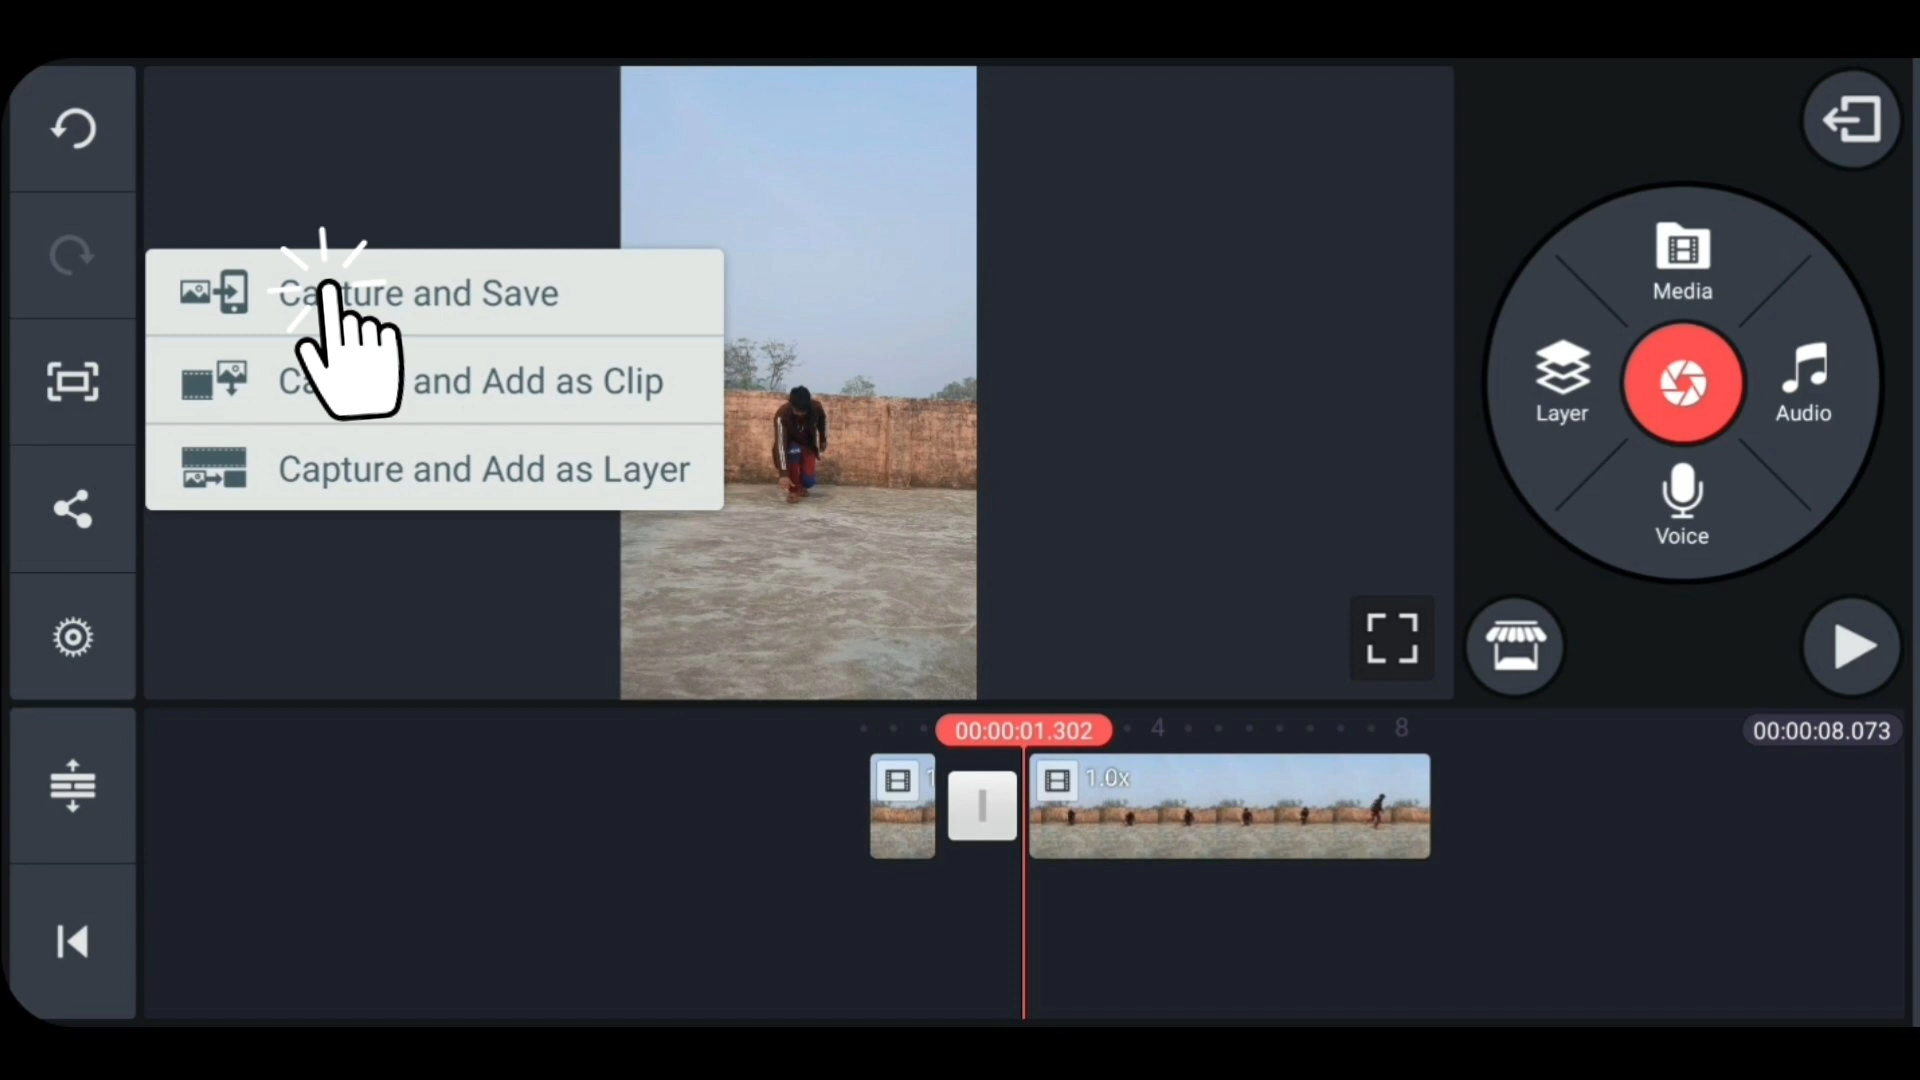 Capture and Save
Capture and Add as Clip
Capture and Add as Layer
Media
Layer
Audio
Voice
00:00:01.302
4
8
00:00:08.073
1
1.0x